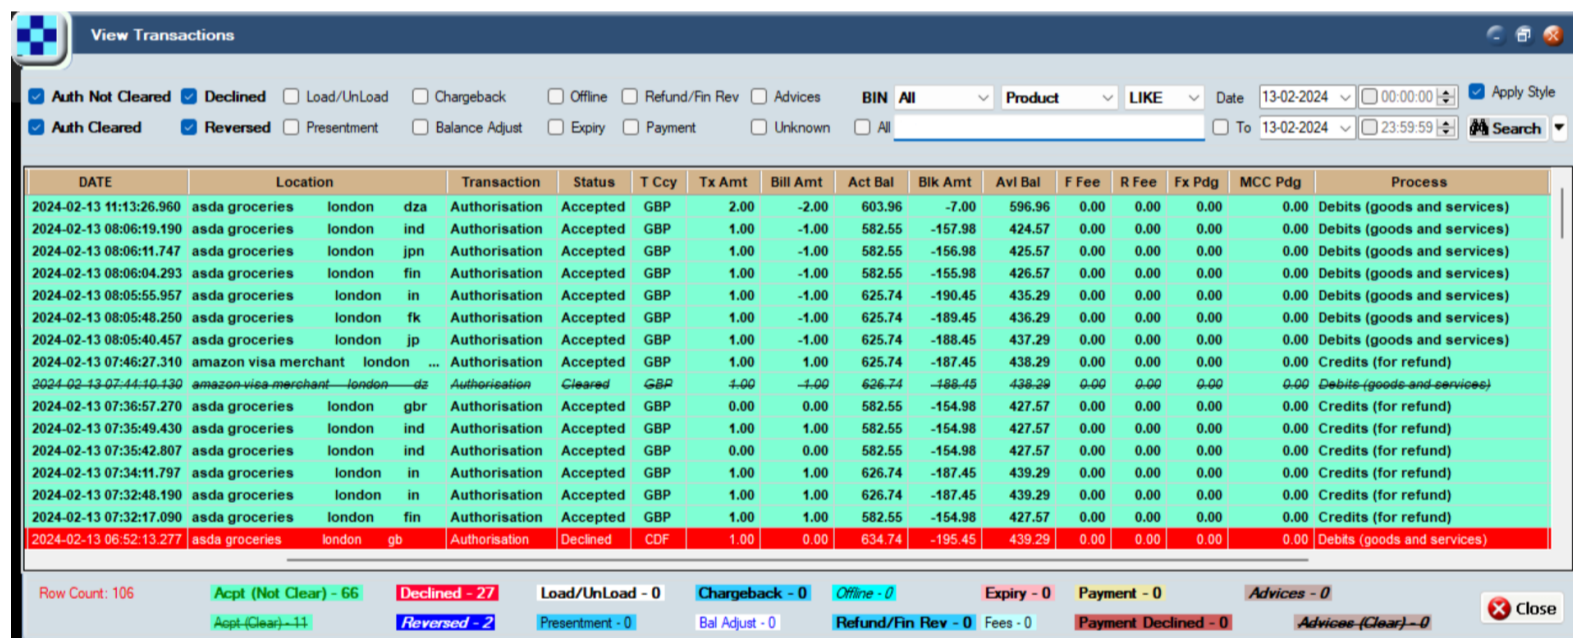 View Transactions
Auth Not Cleared Declined Load/UnLoad Chargeback Offline Refund/Fin Rev Advices BIN All Product LIKE Date 13-02-2024 00:00:00 Apply Style
Auth Cleared Reversed Presentment Balance Adjust Expiry Payment Unknown All To 13-02-2024 23:59:59 Search
DATE Location Transaction Status T Ccy Tx Amt Bill Amt Act Bal Blk Amt Avl Bal F Fee R Fee Fx Pdg MCC Pdg Process
2024-02-13 11:13:26.960 asda groceries london dza Authorisation Accepted GBP 2.00 -2.00 603.96 -7.00 596.96 0.00 0.00 0.00 0.00 Debits (goods and services)
2024-02-13 08:06:19.190 asda groceries london ind Authorisation Accepted GBP 1.00 -1.00 582.55 -157.98 424.57 0.00 0.00 0.00 0.00 Debits (goods and services)
2024-02-13 08:06:11.747 asda groceries london jpn Authorisation Accepted GBP 1.00 -1.00 582.55 -156.98 425.57 0.00 0.00 0.00 0.00 Debits (goods and services)
2024-02-13 08:06:04.293 asda groceries london fin Authorisation Accepted GBP 1.00 -1.00 582.55 -155.98 426.57 0.00 0.00 0.00 0.00 Debits (goods and services)
2024-02-13 08:05:55.957 asda groceries london in Authorisation Accepted GBP 1.00 -1.00 625.74 -190.45 435.29 0.00 0.00 0.00 0.00 Debits (goods and services)
2024-02-13 08:05:48.250 asda groceries london fk Authorisation Accepted GBP 1.00 -1.00 625.74 -189.45 436.29 0.00 0.00 0.00 0.00 Debits (goods and services)
2024-02-13 08:05:40.457 asda groceries london jp Authorisation Accepted GBP 1.00 -1.00 625.74 -188.45 437.29 0.00 0.00 0.00 0.00 Debits (goods and services)
2024-02-13 07:46:27.310 amazon visa merchant london ... Authorisation Accepted GBP 1.00 1.00 625.74 -187.45 438.29 0.00 0.00 0.00 0.00 Credits (for refund)
2024-02-13 07:44:10.130 amazon visa merchant london dz Authorisation Cleared GBP 1.00 -1.00 626.74 -188.45 438.29 0.00 0.00 0.00 0.00 Debits (goods and services)
2024-02-13 07:36:57.270 asda groceries london gbr Authorisation Accepted GBP 0.00 0.00 582.55 -154.98 427.57 0.00 0.00 0.00 0.00 Credits (for refund)
2024-02-13 07:35:49.430 asda groceries london ind Authorisation Accepted GBP 1.00 1.00 582.55 -154.98 427.57 0.00 0.00 0.00 0.00 Credits (for refund)
2024-02-13 07:35:42.807 asda groceries london ind Authorisation Accepted GBP 0.00 0.00 582.55 -154.98 427.57 0.00 0.00 0.00 0.00 Credits (for refund)
2024-02-13 07:34:11.797 asda groceries london in Authorisation Accepted GBP 1.00 1.00 626.74 -187.45 439.29 0.00 0.00 0.00 0.00 Credits (for refund)
2024-02-13 07:32:48.190 asda groceries london in Authorisation Accepted GBP 1.00 1.00 626.74 -187.45 439.29 0.00 0.00 0.00 0.00 Credits (for refund)
2024-02-13 07:32:17.090 asda groceries london fin Authorisation Accepted GBP 1.00 1.00 582.55 -154.98 427.57 0.00 0.00 0.00 0.00 Credits (for refund)
2024-02-13 06:52:13.277 asda groceries london gb Authorisation Declined CDF 1.00 0.00 634.74 -195.45 439.29 0.00 0.00 0.00 0.00 Debits (goods and services)
Row Count: 106 Acpt (Not Clear) - 66 Declined - 27 Load/UnLoad - 0 Chargeback - 0 Offline - 0 Expiry - 0 Payment - 0 Advices - 0
Acpt (Clear) - 11 Reversed - 2 Presentment - 0 Bal Adjust - 0 Refund/Fin Rev - 0 Fees - 0 Payment Declined - 0 Advices (Clear) - 0
Close